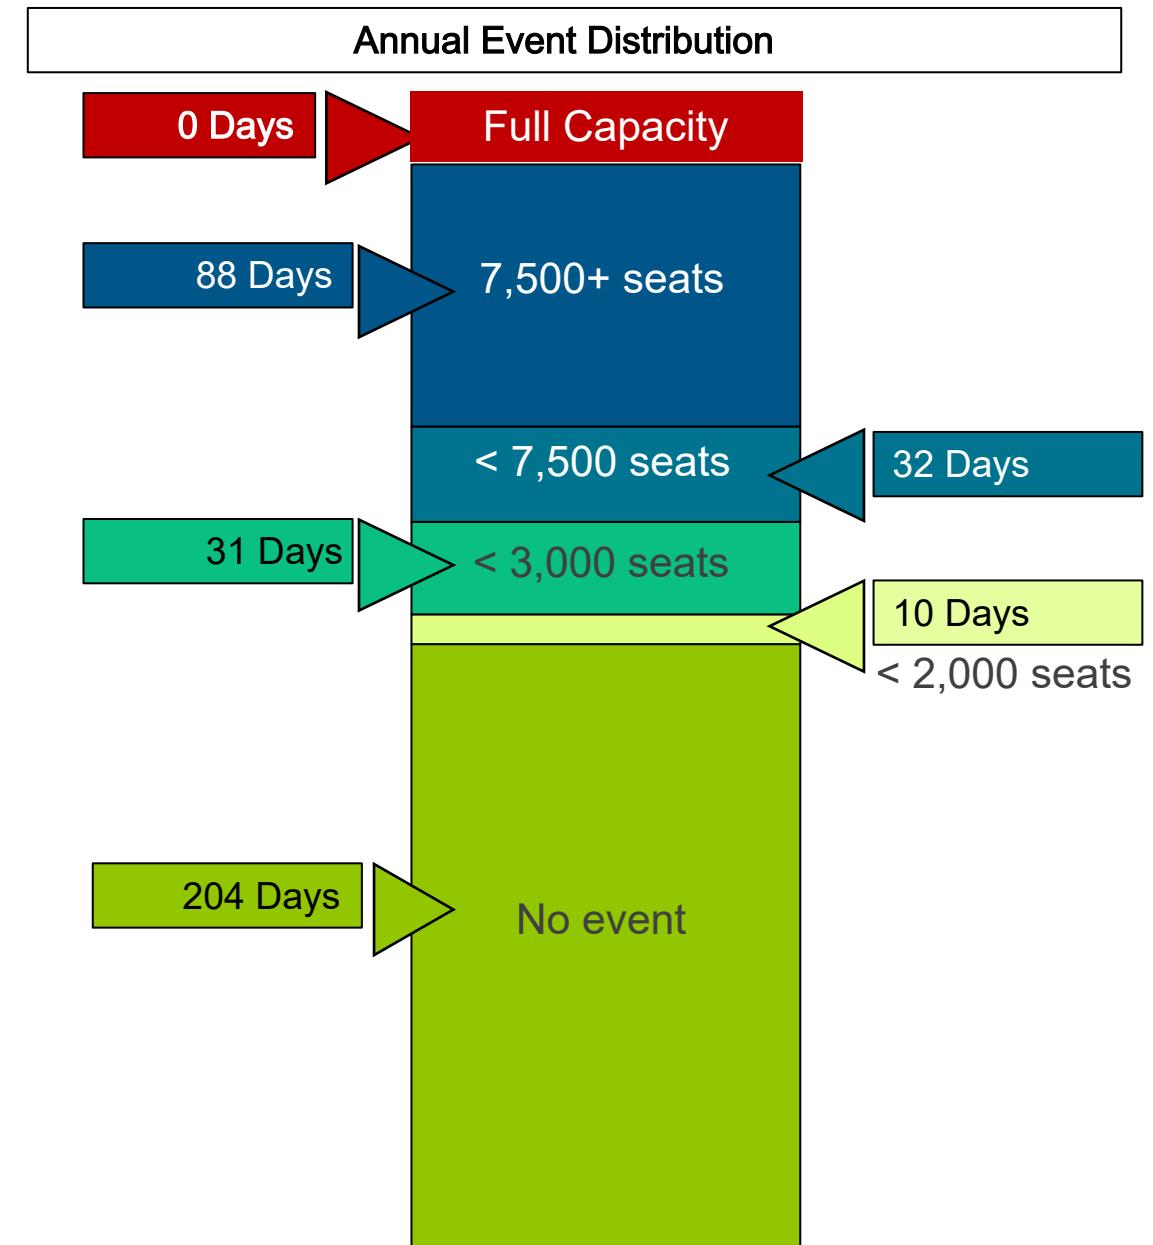 Annual Event Distribution
0 Days
Full Capacity
88 Days
7,500+ seats
< 7,500 seats
32 Days
31 Days
< 3,000 seats
10 Days
< 2,000 seats
204 Days
No event